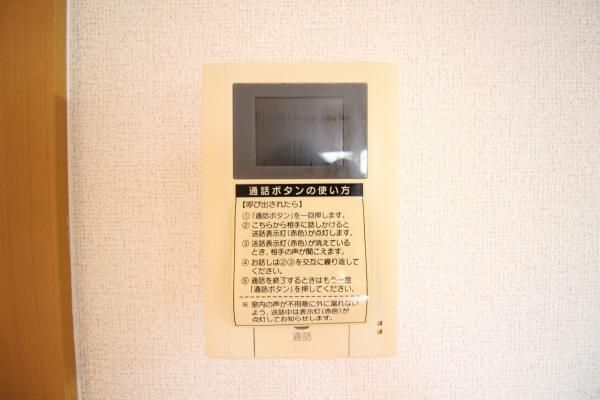 通話ボタンの使い方
【呼び出されたら】
①「通話ボタン」を一回押します。
②こちらから相手に話しかけると
送話表示灯(赤色)が点灯します。
③送話表示灯(赤色)が消えている
とき、相手の声が聞こえます。
④お話しは②③を交互に繰り返して
ください。
⑤通話を終了するときはもう一度
「通話ボタン」を押してください。
※室内の声が不用意に外に漏れない
よう、送話中は表示灯(赤色)が
点灯してお知らせします。
通話